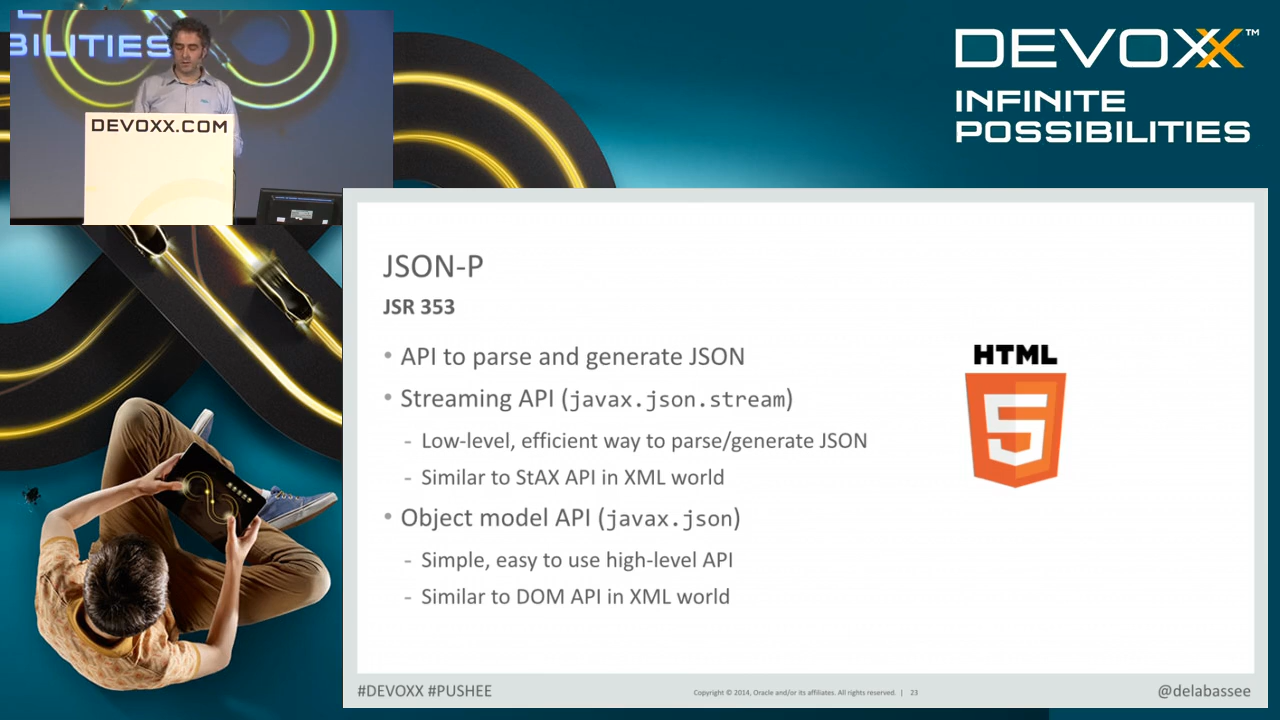 BILITIES
DEVOXX.COM
DEVOXX™
INFINITE
POSSIBILITIES
JSON-P
JSR 353
• API to parse and generate JSON
• Streaming API (javax.json.stream)
- Low-level, efficient way to parse/generate JSON
- Similar to StAX API in XML world
• Object model API (javax.json)
- Simple, easy to use high-level API
- Similar to DOM API in XML world
HTML
5
#DEVOXX #PUSHEE
Copyright © 2014, Oracle and/or its affiliates. All rights reserved. | 23
@delabassee